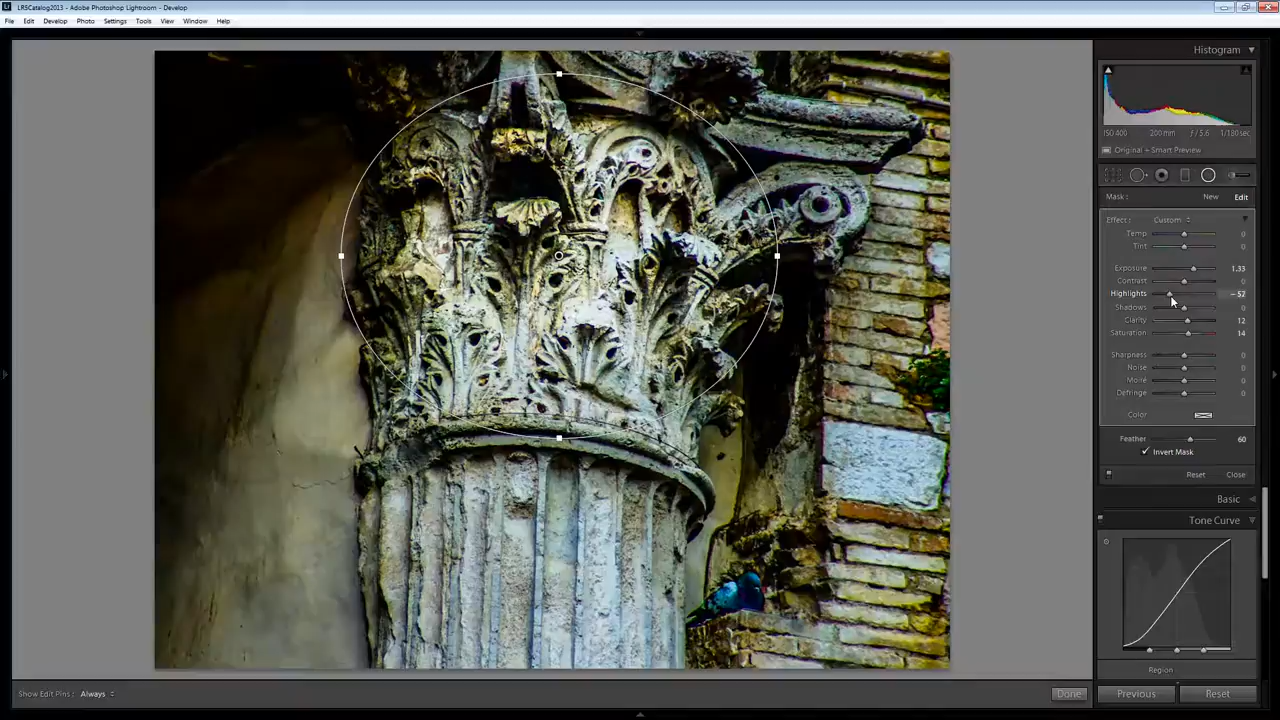 LRSCatalog2013 - Adobe Photoshop Lightroom - Develop
File Edit Develop Photo Settings Tools View Window Help
Histogram
ISO 400 200 mm ƒ / 5.6 1/180 sec
Original + Smart Preview
Mask : New Edit
Effect : Custom
Temp 0
Tint 0
Exposure 1.33
Contrast 0
Highlights – 52
Shadows 0
Clarity 12
Saturation 14
Sharpness 0
Noise 0
Moiré 0
Defringe 0
Color
Feather 60
Invert Mask
Reset Close
Basic
Tone Curve
Region
Show Edit Pins : Always Done Previous Reset